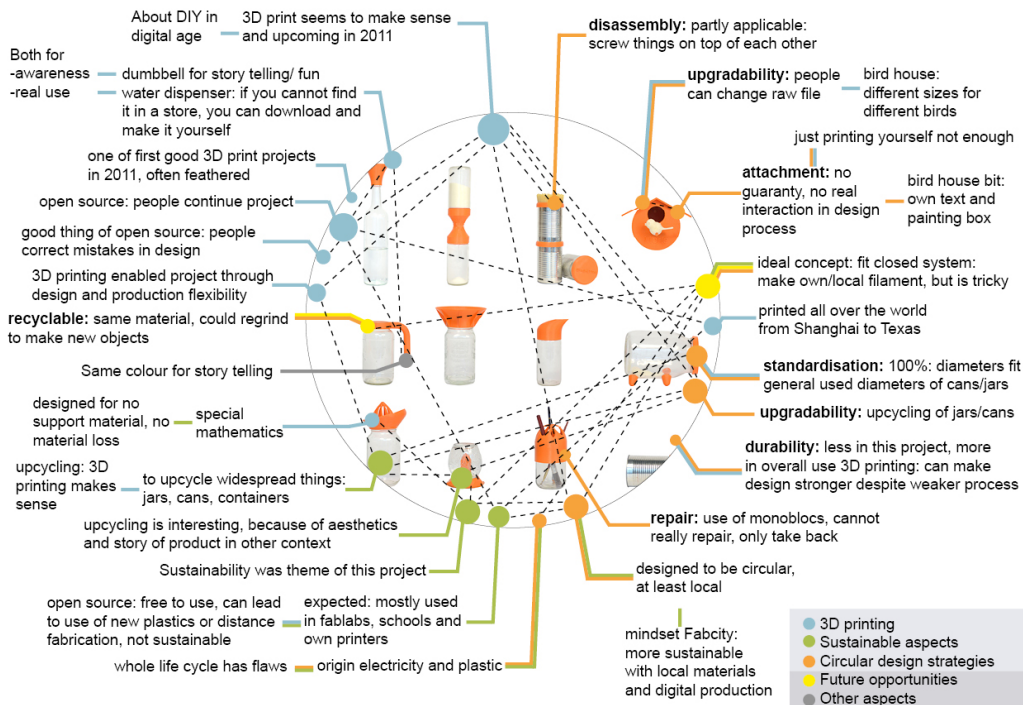 About DIY in
digital age
3D print seems to make sense
and upcoming in 2011
disassembly: partly applicable:
screw things on top of each other
Both for
-awareness
-real use
dumbbell for story telling/ fun
water dispenser: if you cannot find
it in a store, you can download and
make it yourself
upgradability: people
can change raw file
bird house:
different sizes for
different birds
just printing yourself not enough
one of first good 3D print projects
in 2011, often feathered
attachment: no
guaranty, no real
interaction in design
process
bird house bit:
own text and
painting box
open source: people continue project
good thing of open source: people
correct mistakes in design
ideal concept: fit closed system:
make own/local filament, but is tricky
3D printing enabled project through
design and production flexibility
printed all over the world
from Shanghai to Texas
recyclable: same material, could regrind
to make new objects
Same colour for story telling
standardisation: 100%: diameters fit
general used diameters of cans/jars
designed for no
support material, no
material loss
special
mathematics
upgradability: upcycling of jars/cans
durability: less in this project, more
in overall use 3D printing: can make
design stronger despite weaker process
upcycling: 3D
printing makes
sense
to upcycle widespread things:
jars, cans, containers
upcycling is interesting, because of aesthetics
and story of product in other context
repair: use of monoblocs, cannot
really repair, only take back
Sustainability was theme of this project
designed to be circular,
at least local
open source: free to use, can lead
to use of new plastics or distance
fabrication, not sustainable
expected: mostly used
in fablabs, schools and
own printers
mindset Fabcity:
more sustainable
with local materials
and digital production
whole life cycle has flaws
origin electricity and plastic
3D printing
Sustainable aspects
Circular design strategies
Future opportunities
Other aspects